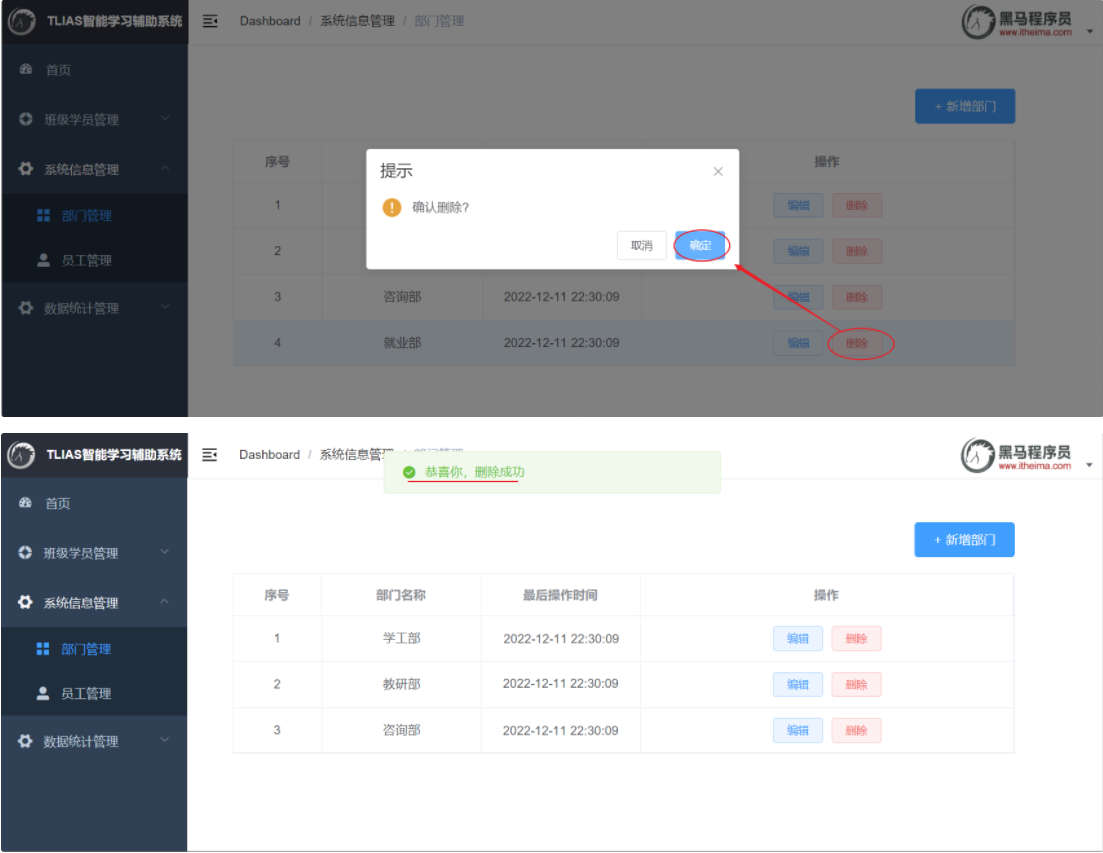 TLIAS智能学习辅助系统 Dashboard / 系统信息管理 / 部门管理 黑马程序员
www.itheima.com
首页
+ 新增部门
班级学员管理
序号 操作
提示
系统信息管理
1 确认删除? 编辑 删除
部门管理
取消 确定
2 编辑 删除
员工管理
3 咨询部 2022-12-11 22:30:09 编辑 删除
数据统计管理
4 就业部 2022-12-11 22:30:09 编辑 删除
TLIAS智能学习辅助系统 Dashboard / 系统信息管理 / 部门管理 黑马程序员
www.itheima.com
恭喜你，删除成功
首页
+ 新增部门
班级学员管理
序号 部门名称 最后操作时间 操作
系统信息管理
1 学工部 2022-12-11 22:30:09 编辑 删除
部门管理
2 教研部 2022-12-11 22:30:09 编辑 删除
员工管理
3 咨询部 2022-12-11 22:30:09 编辑 删除
数据统计管理